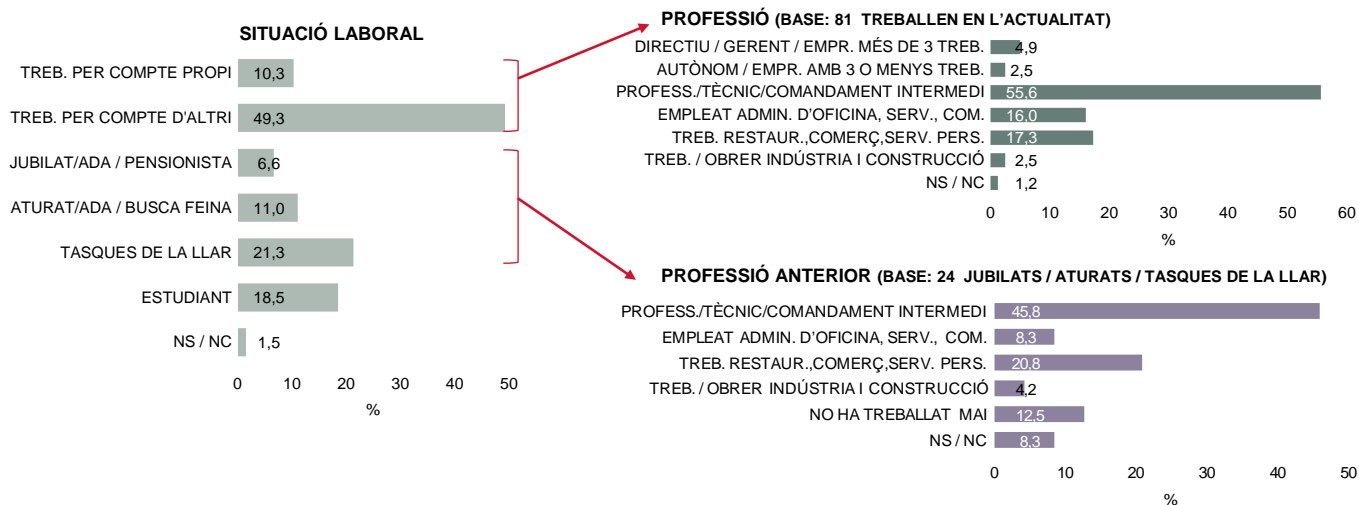 SITUACIÓ LABORAL
TREB. PER COMPTE PROPI 10,3
TREB. PER COMPTE D'ALTRI 49,3
JUBILAT/ADA / PENSIONISTA 6,6
ATURAT/ADA / BUSCA FEINA 11,0
TASQUES DE LA LLAR 21,3
ESTUDIANT 18,5
NS / NC 1,5
0 10 20 30 40 50
%
PROFESSIÓ (BASE: 81 TREBALLEN EN L'ACTUALITAT)
DIRECTIU / GERENT / EMPR. MÉS DE 3 TREB. 4,9
AUTÒNOM / EMPR. AMB 3 O MENYS TREB. 2,5
PROFESS./TÈCNIC/COMANDAMENT INTERMEDI 55,6
EMPLEAT ADMIN. D'OFICINA, SERV., COM. 16,0
TREB. RESTAUR.,COMERÇ,SERV. PERS. 17,3
TREB. / OBRER INDÚSTRIA I CONSTRUCCIÓ 2,5
NS / NC 1,2
0 10 20 30 40 50 60
%
PROFESSIÓ ANTERIOR (BASE: 24 JUBILATS / ATURATS / TASQUES DE LA LLAR)
PROFESS./TÈCNIC/COMANDAMENT INTERMEDI 45,8
EMPLEAT ADMIN. D'OFICINA, SERV., COM. 8,3
TREB. RESTAUR.,COMERÇ,SERV. PERS. 20,8
TREB. / OBRER INDÚSTRIA I CONSTRUCCIÓ 4,2
NO HA TREBALLAT MAI 12,5
NS / NC 8,3
0 10 20 30 40 50
%